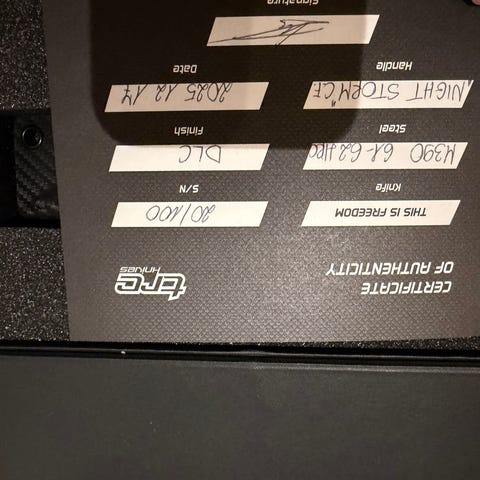 CERTIFICATE
OF AUTHENTICITY
trc
Knives
Knife
THIS IS FREEDOM
S/N
20/100
Steel
M390 61-62HRC
Finish
DLC
Handle
"NIGHT STORM" CF
Date
2025 12 17
Signature